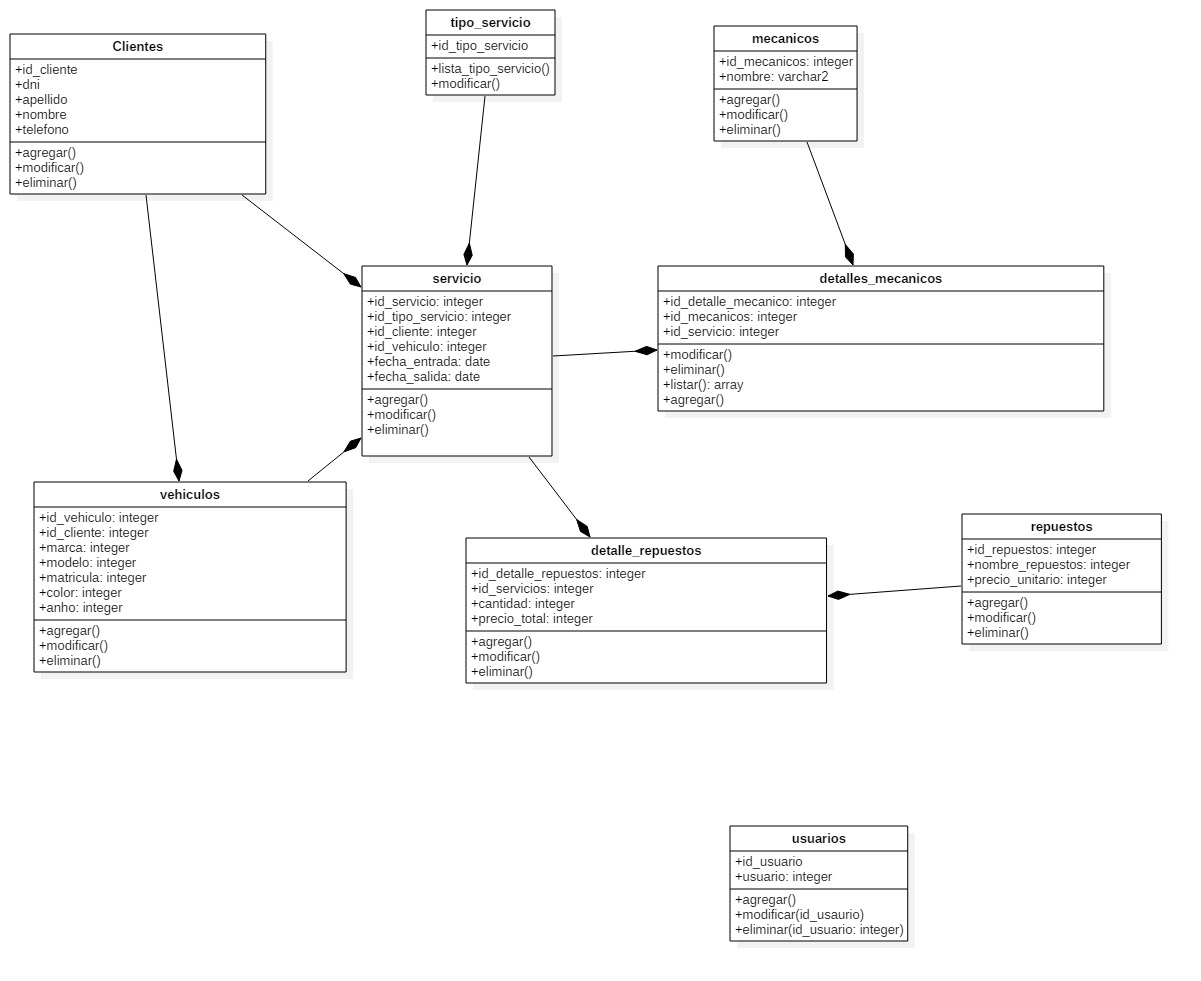 Clientes
+id_cliente
+dni
+apellido
+nombre
+telefono
+agregar()
+modificar()
+eliminar()
tipo_servicio
+id_tipo_servicio
+lista_tipo_servicio()
+modificar()
mecanicos
+id_mecanicos: integer
+nombre: varchar2
+agregar()
+modificar()
+eliminar()
servicio
+id_servicio: integer
+id_tipo_servicio: integer
+id_cliente: integer
+id_vehiculo: integer
+fecha_entrada: date
+fecha_salida: date
+agregar()
+modificar()
+eliminar()
detalles_mecanicos
+id_detalle_mecanico: integer
+id_mecanicos: integer
+id_servicio: integer
+modificar()
+eliminar()
+listar(): array
+agregar()
vehiculos
+id_vehiculo: integer
+id_cliente: integer
+marca: integer
+modelo: integer
+matricula: integer
+color: integer
+anho: integer
+agregar()
+modificar()
+eliminar()
detalle_repuestos
+id_detalle_repuestos: integer
+id_servicios: integer
+cantidad: integer
+precio_total: integer
+agregar()
+modificar()
+eliminar()
repuestos
+id_repuestos: integer
+nombre_repuestos: integer
+precio_unitario: integer
+agregar()
+modificar()
+eliminar()
usuarios
+id_usuario
+usuario: integer
+agregar()
+modificar(id_usaurio)
+eliminar(id_usuario: integer)